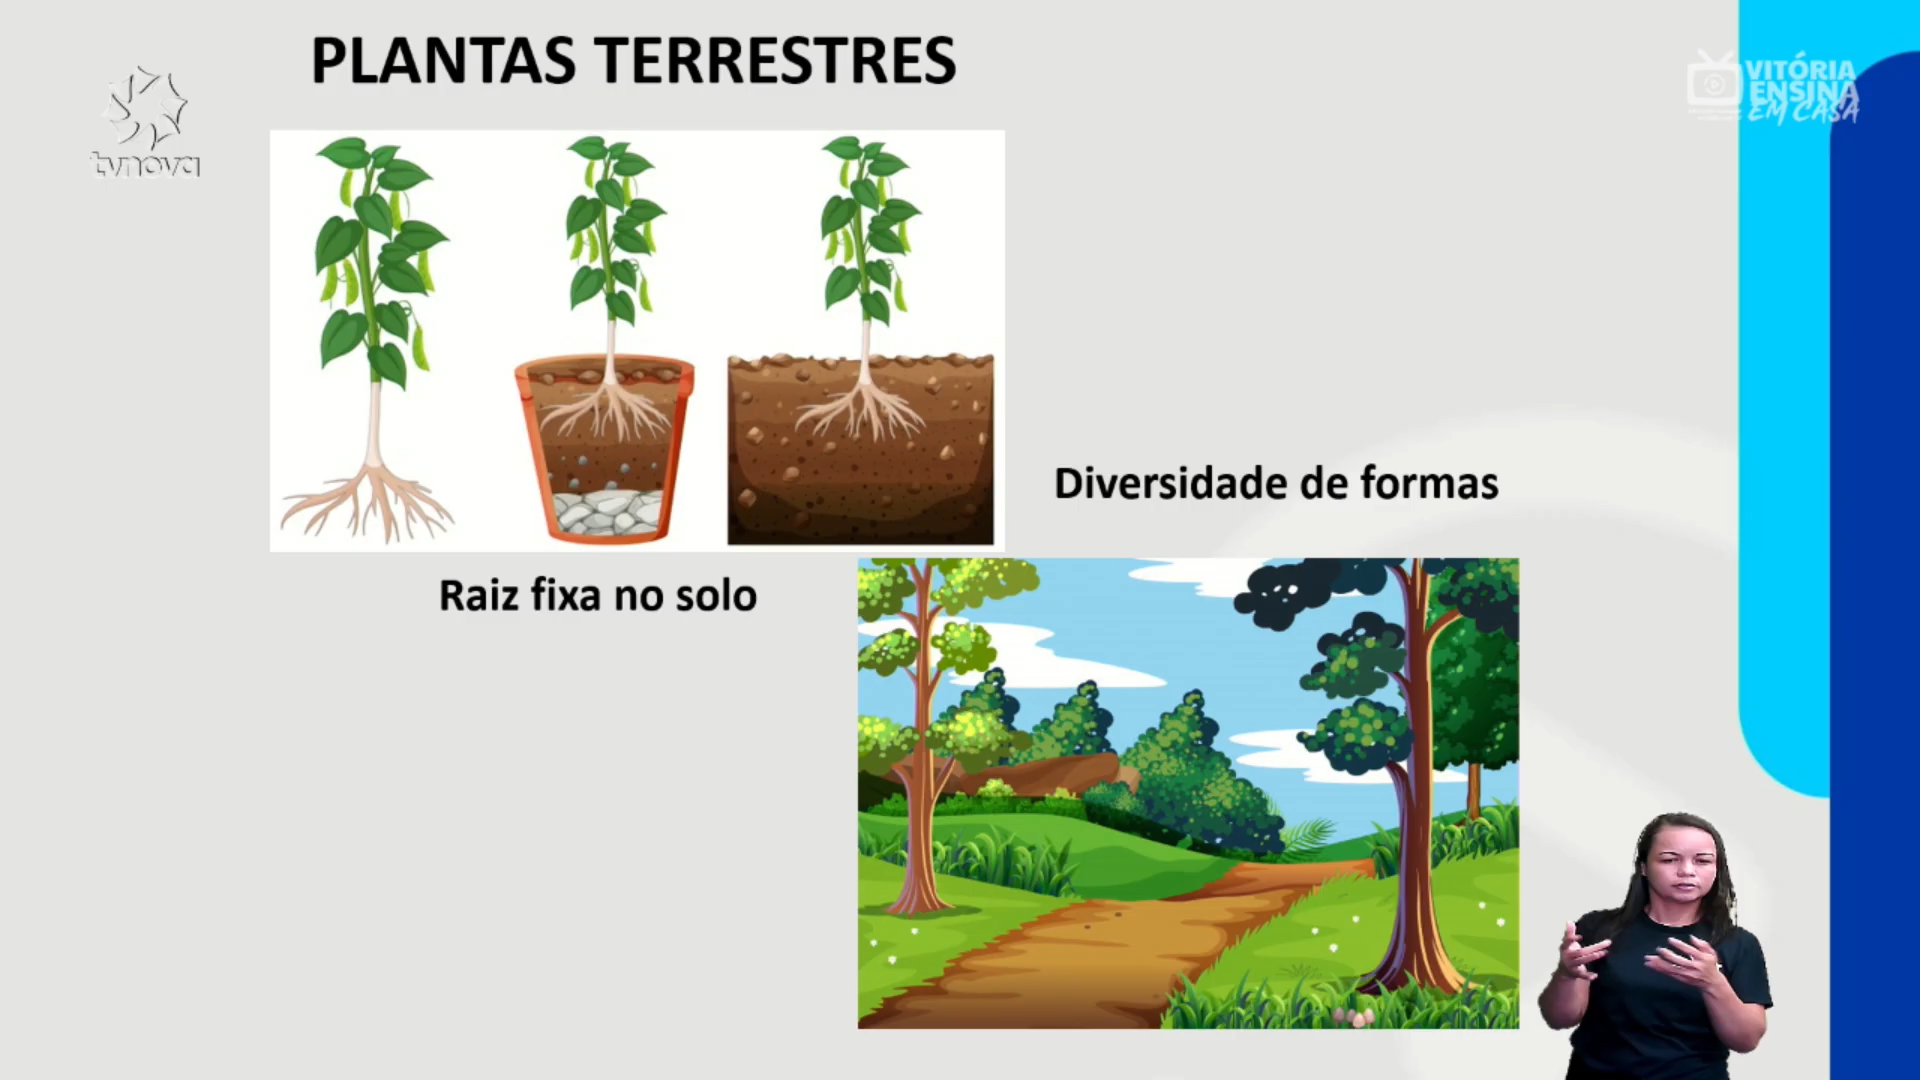 PLANTAS TERRESTRES
tvnova
VITÓRIA
ENSINA
EM CASA
Diversidade de formas
Raiz fixa no solo